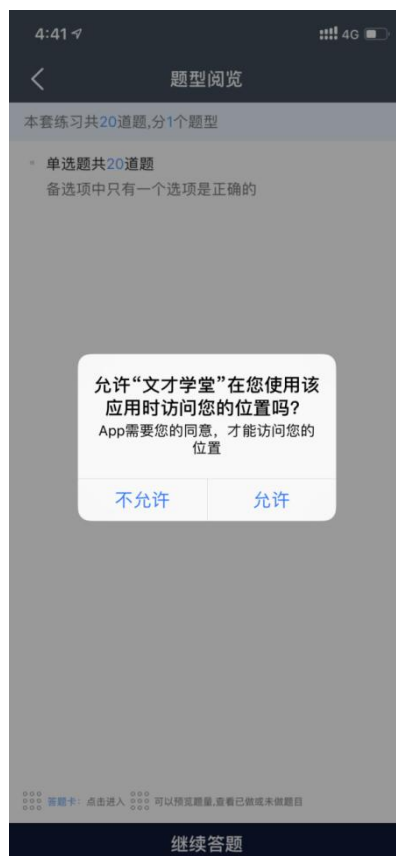 4:41
4G
题型阅览
本套练习共20道题,分1个题型
单选题共20道题
备选项中只有一个选项是正确的
允许“文才学堂”在您使用该
应用时访问您的位置吗?
App需要您的同意，才能访问您的
位置
不允许 允许
答题卡: 点击进入 可以预览题量,查看已做或未做题目
继续答题